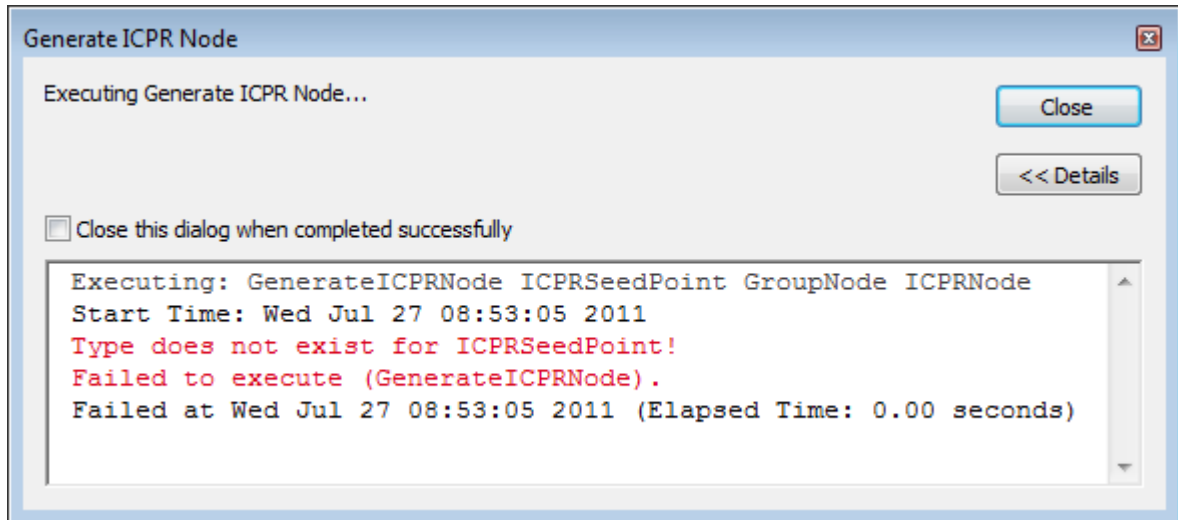 Generate ICPR Node
Executing Generate ICPR Node...
Close
<< Details
Close this dialog when completed successfully
Executing: GenerateICPRNode ICPRSeedPoint GroupNode ICPRNode
Start Time: Wed Jul 27 08:53:05 2011
Type does not exist for ICPRSeedPoint!
Failed to execute (GenerateICPRNode).
Failed at Wed Jul 27 08:53:05 2011 (Elapsed Time: 0.00 seconds)